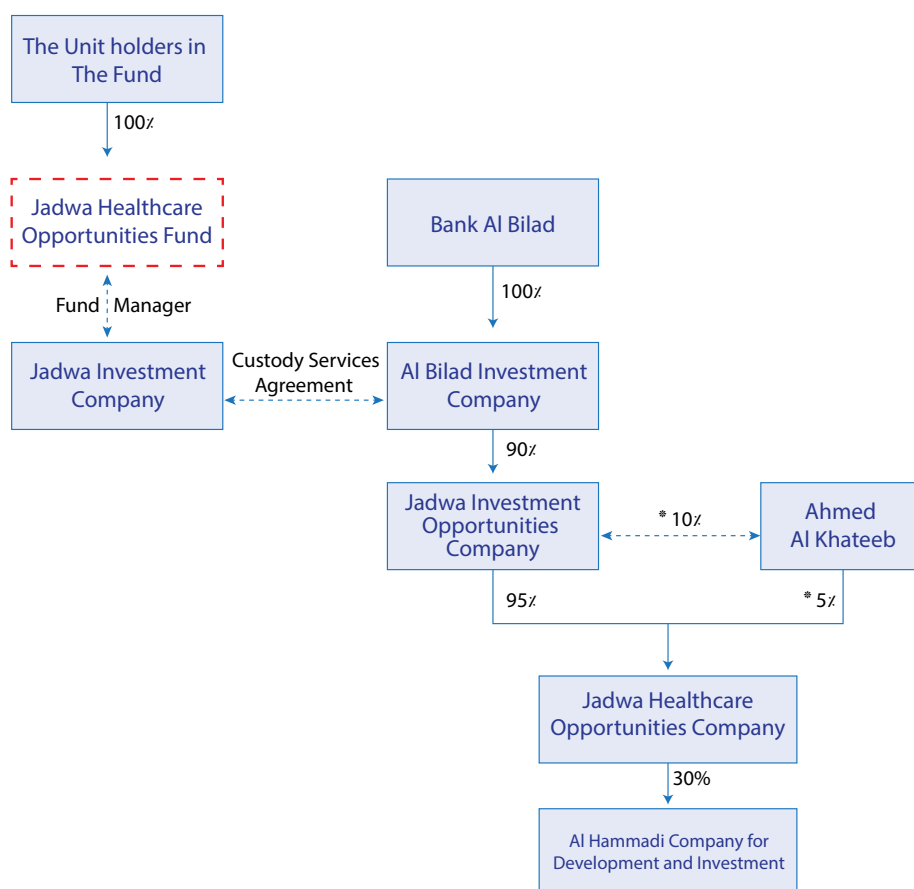 The Unit holders in
The Fund
100٪
Jadwa Healthcare
Opportunities Fund
Bank Al Bilad
Fund Manager
100٪
Jadwa Investment
Company
Custody Services
Agreement
Al Bilad Investment
Company
90٪
Jadwa Investment
Opportunities
Company
* 10٪
Ahmed
Al Khateeb
95٪
* 5٪
Jadwa Healthcare
Opportunities Company
30%
Al Hammadi Company for
Development and Investment